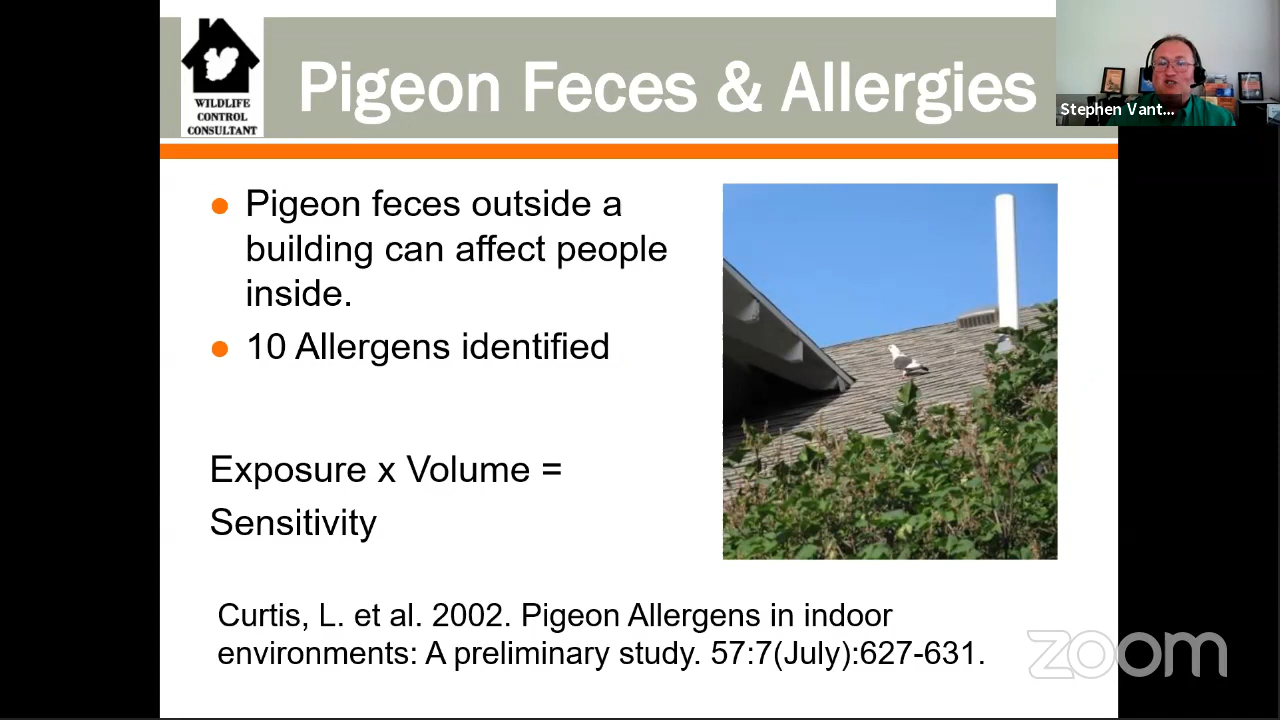 WILDLIFE
CONTROL
CONSULTANT
Pigeon Feces & Allergies
Stephen Vant...
Pigeon feces outside a
building can affect people
inside.
10 Allergens identified
Exposure x Volume =
Sensitivity
Curtis, L. et al. 2002. Pigeon Allergens in indoor
environments: A preliminary study. 57:7(July):627-631.
zoom